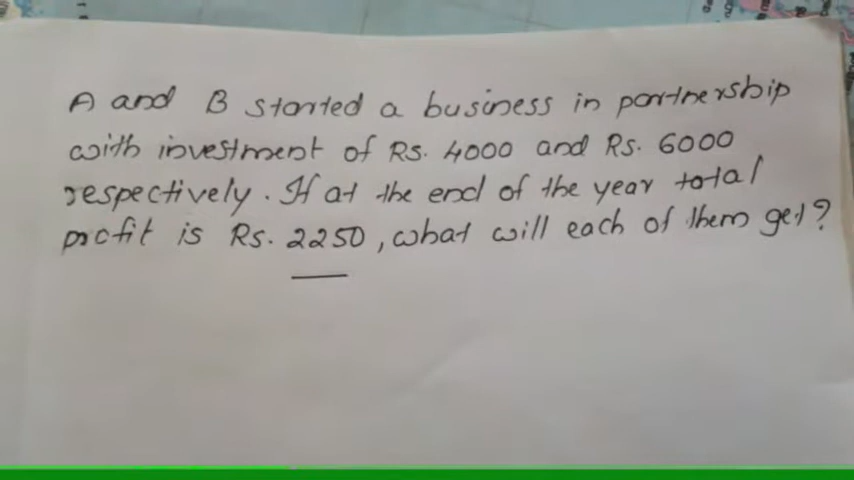 A and B started a business in partnership
with investment of Rs. 4000 and Rs. 6000
respectively. If at the end of the year total
profit is Rs. 2250, what will each of them get?